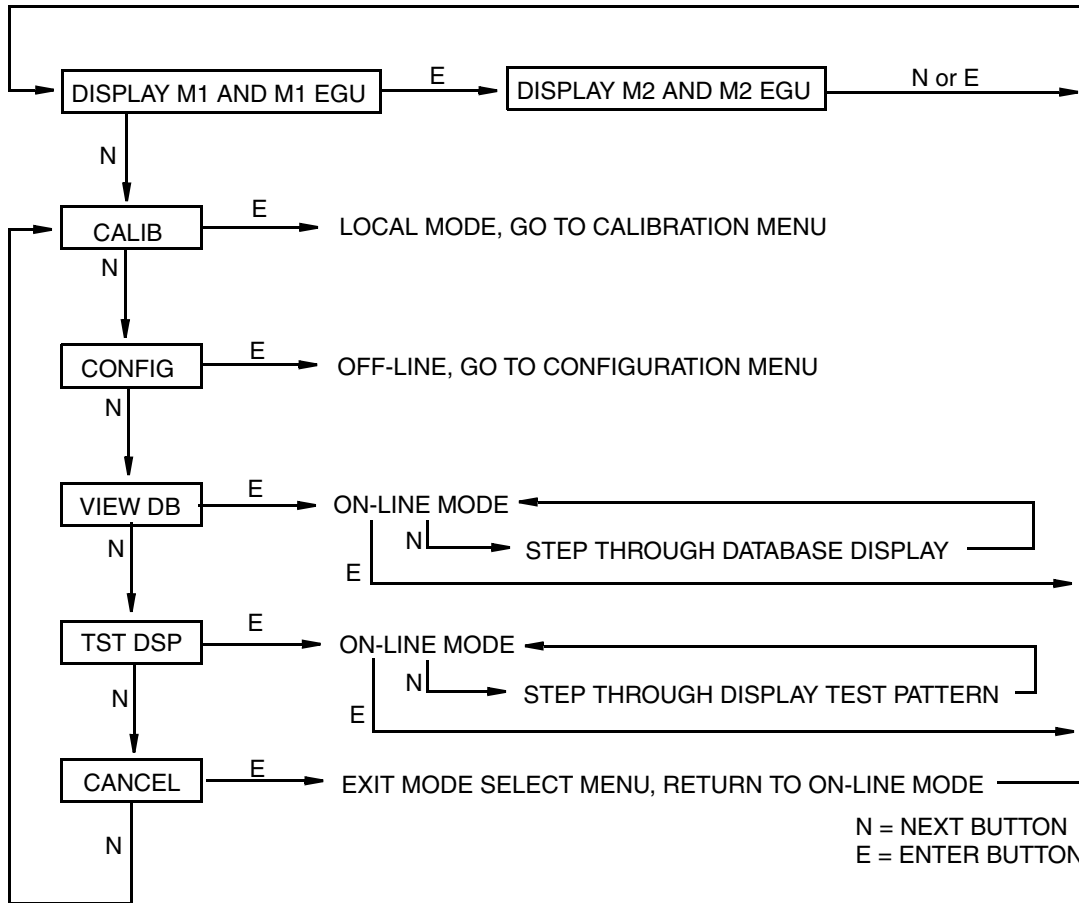 DISPLAY M1 AND M1 EGU
E
DISPLAY M2 AND M2 EGU
N or E
N
CALIB
E
LOCAL MODE, GO TO CALIBRATION MENU
N
CONFIG
E
OFF-LINE, GO TO CONFIGURATION MENU
N
VIEW DB
E
ON-LINE MODE
N
STEP THROUGH DATABASE DISPLAY
E
N
TST DSP
E
ON-LINE MODE
N
STEP THROUGH DISPLAY TEST PATTERN
E
N
CANCEL
E
EXIT MODE SELECT MENU, RETURN TO ON-LINE MODE
N
N = NEXT BUTTON
E = ENTER BUTTON